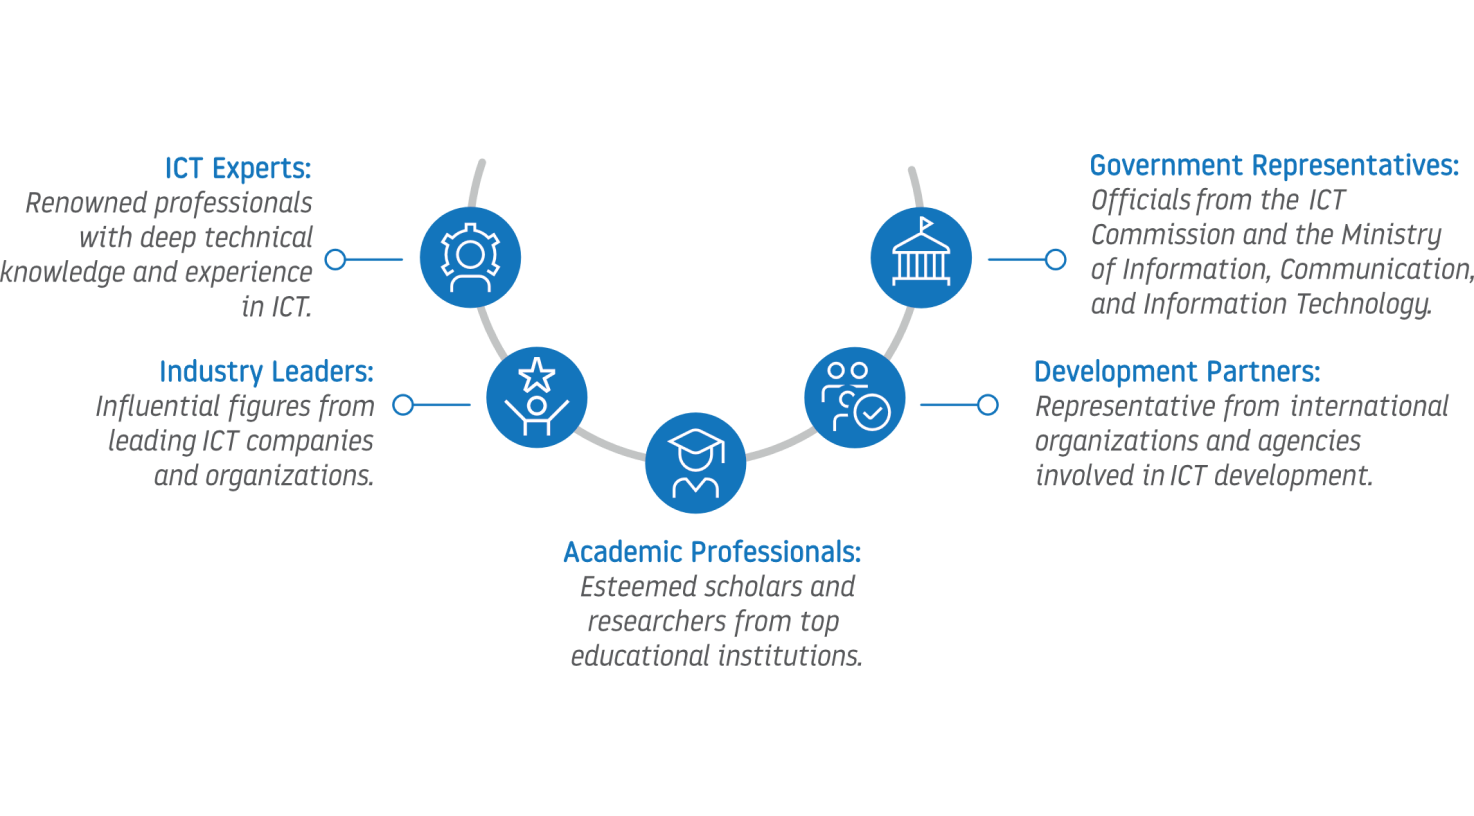 ICT Experts:
Renowned professionals
with deep technical
knowledge and experience
in ICT.
Industry Leaders:
Influential figures from
leading ICT companies
and organizations.
Academic Professionals:
Esteemed scholars and
researchers from top
educational institutions.
Government Representatives:
Officials from the ICT
Commission and the Ministry
of Information, Communication,
and Information Technology.
Development Partners:
Representative from international
organizations and agencies
involved in ICT development.